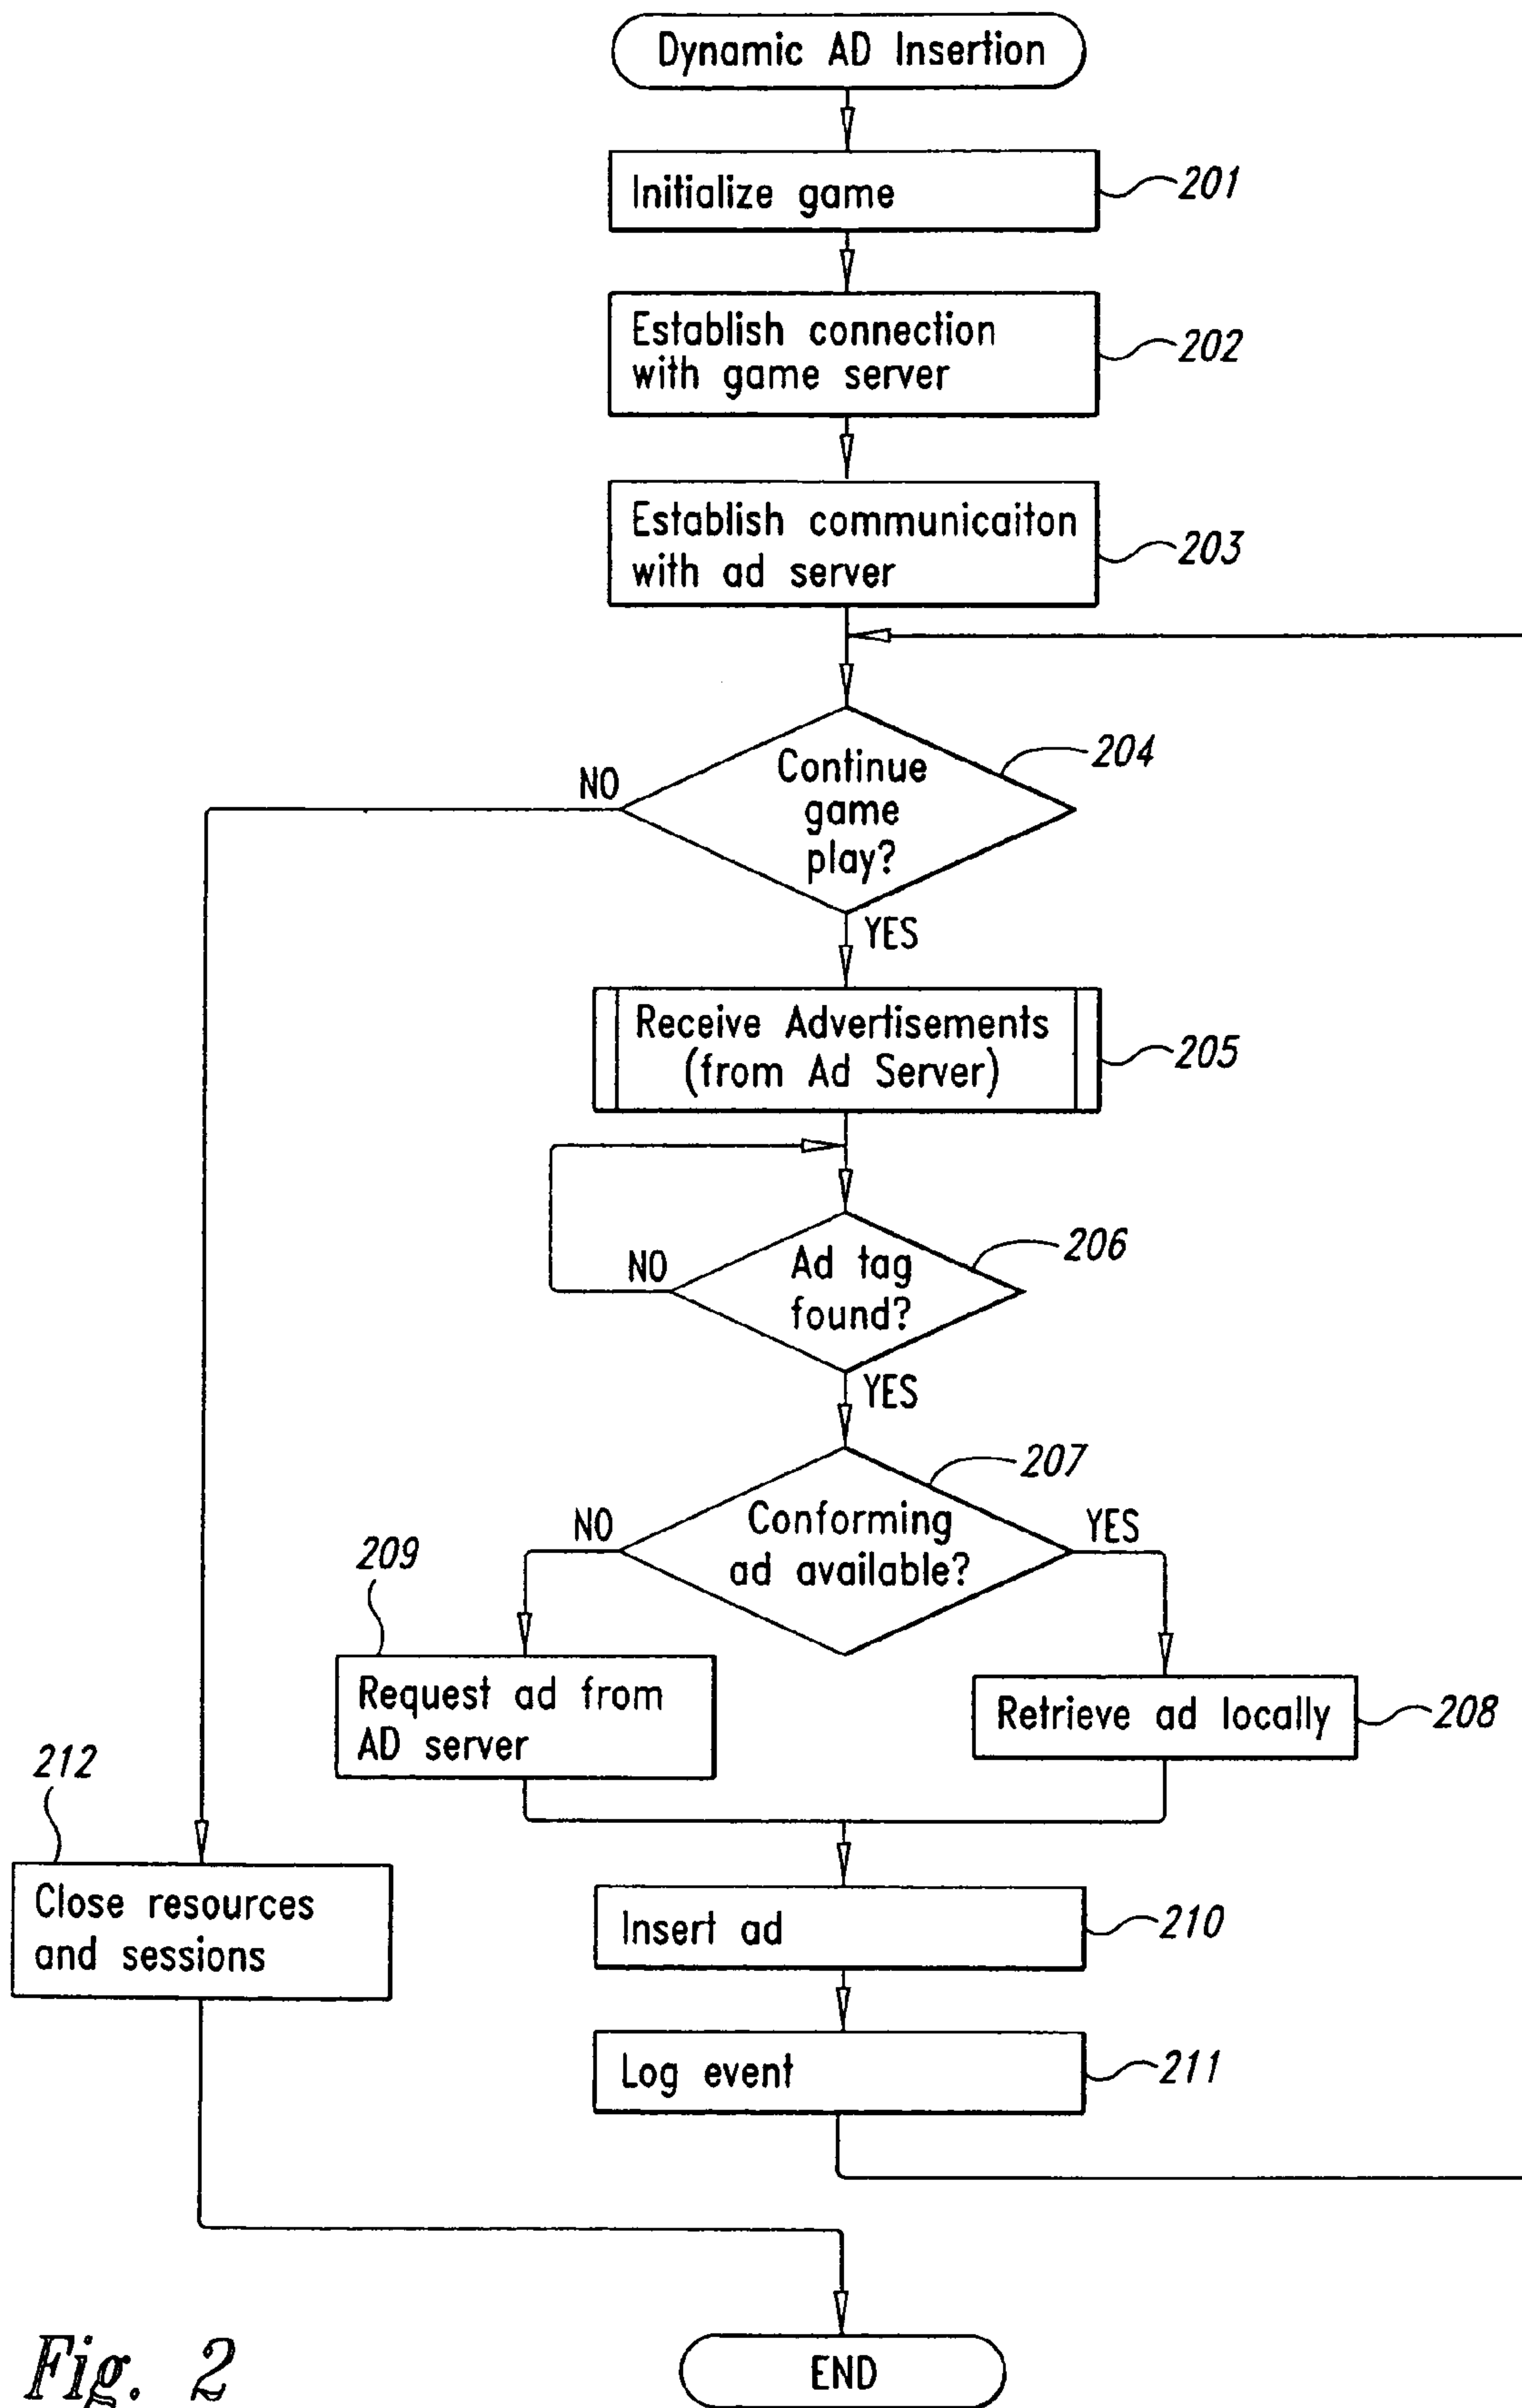 Dynamic AD Insertion
Initialize game
201
Establish connection
with game server
202
Establish communicaiton
with ad server
203
Continue
game
play?
204
NO
YES
Receive Advertisements
(from Ad Server)
205
Ad tag
found?
206
NO
YES
Conforming
ad available?
207
NO
YES
209
Request ad from
AD server
Retrieve ad locally
208
212
Close resources
and sessions
Insert ad
210
Log event
211
END
Fig. 2